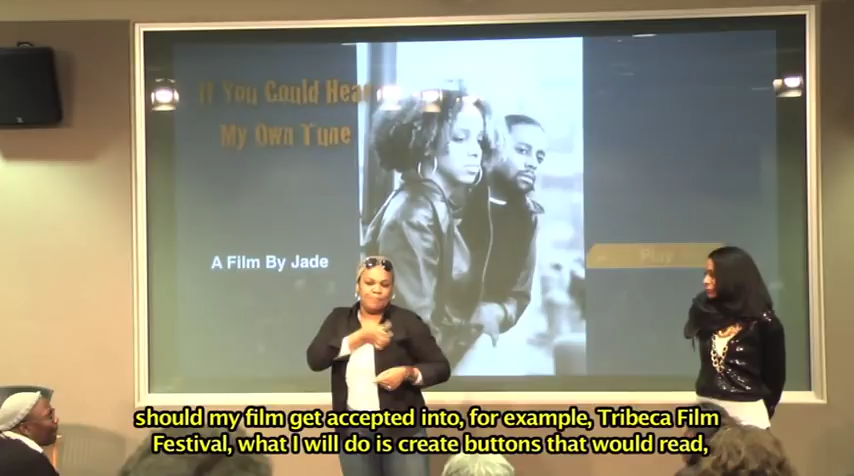 If You Could Hear
My Own Tune
A Film By Jade
Play
should my film get accepted into, for example, Tribeca Film
Festival, what I will do is create buttons that would read,